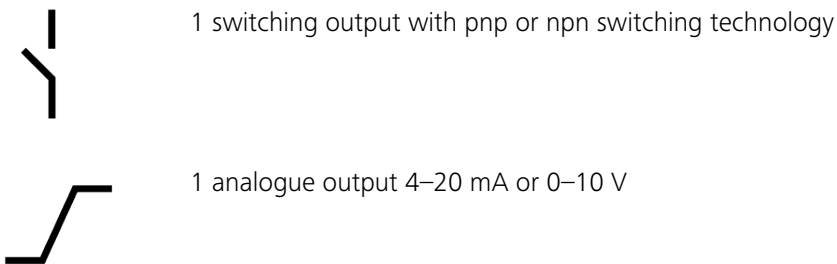 1 switching output with pnp or npn switching technology
1 analogue output 4–20 mA or 0–10 V